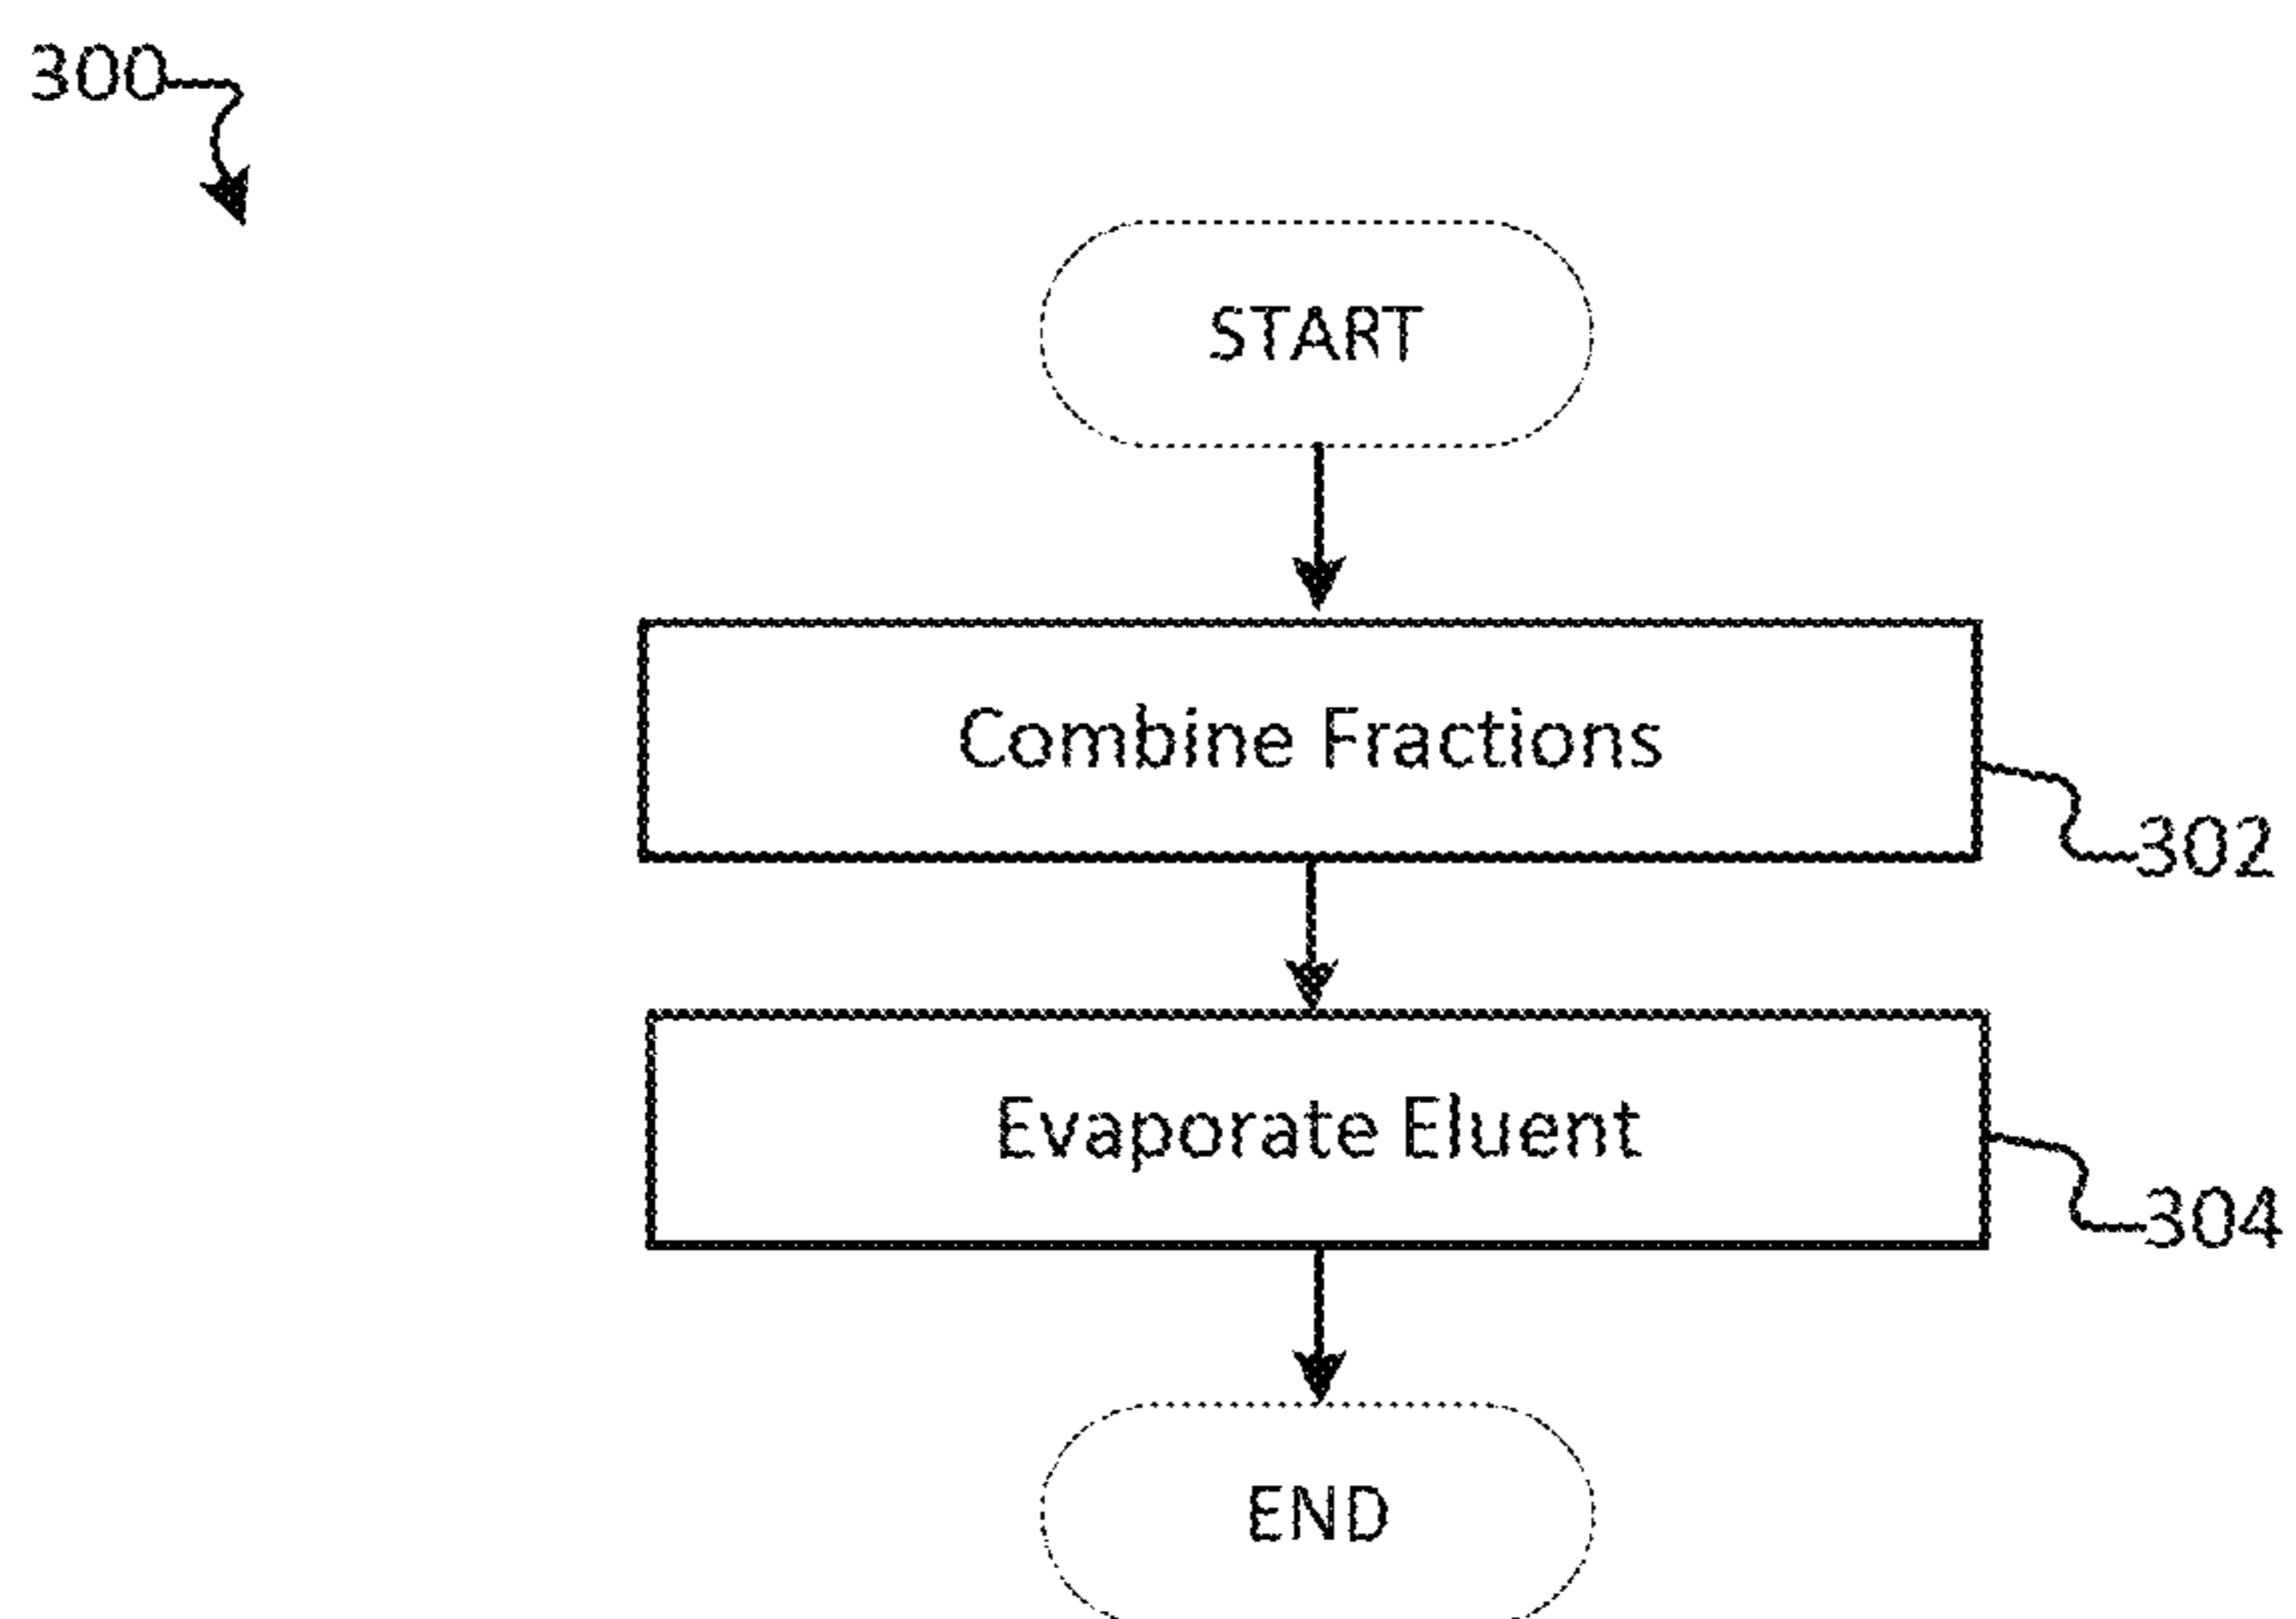 300
START
Combine Fractions
302
Evaporate Eluent
304
END